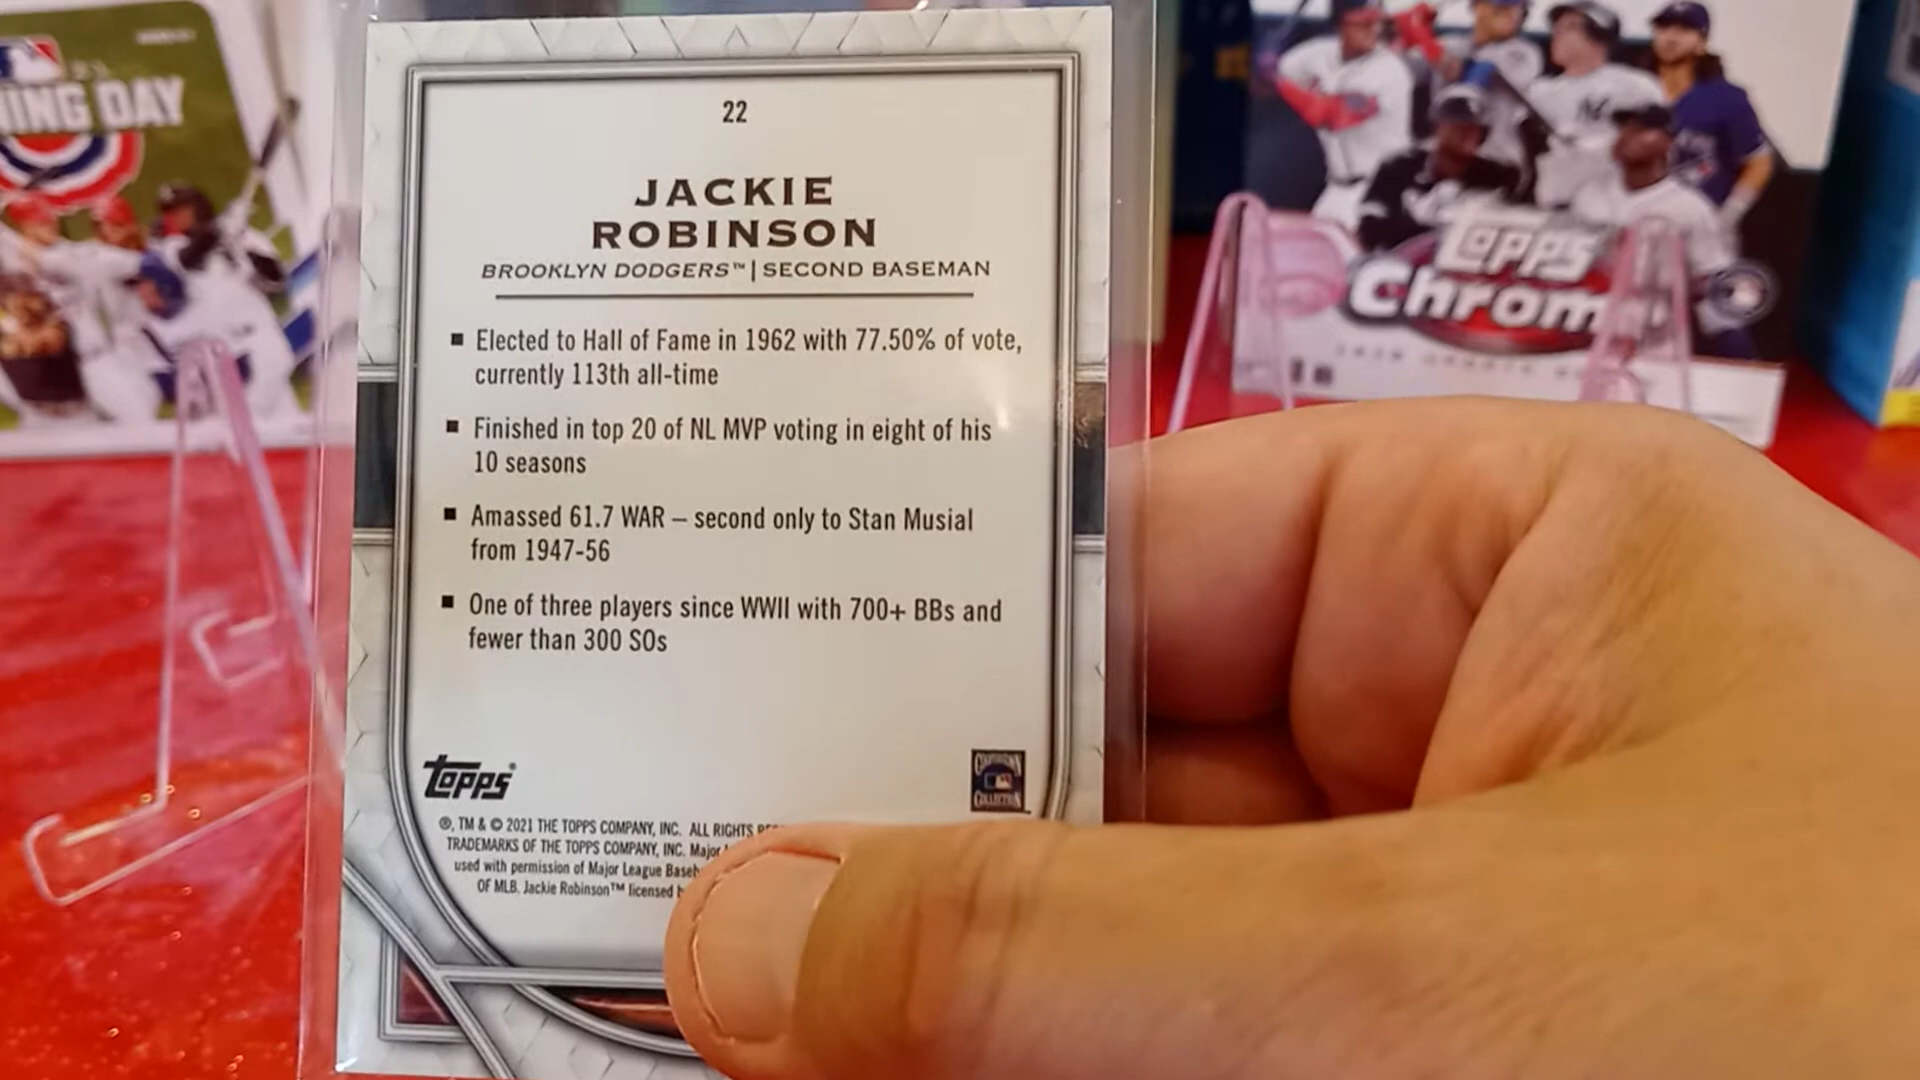 22
JACKIE
ROBINSON
BROOKLYN DODGERS™ | SECOND BASEMAN
■ Elected to Hall of Fame in 1962 with 77.50% of vote,
currently 113th all-time
■ Finished in top 20 of NL MVP voting in eight of his
10 seasons
■ Amassed 61.7 WAR – second only to Stan Musial
from 1947-56
■ One of three players since WWII with 700+ BBs and
fewer than 300 SOs
Topps®
COOPERSTOWN
COLLECTION
®, TM & © 2021 THE TOPPS COMPANY, INC. ALL RIGHTS
TRADEMARKS OF THE TOPPS COMPANY, INC. Major
used with permission of Major League
OF MLB. Jackie Robinson™ licensed
DAY
Topps
Chrom